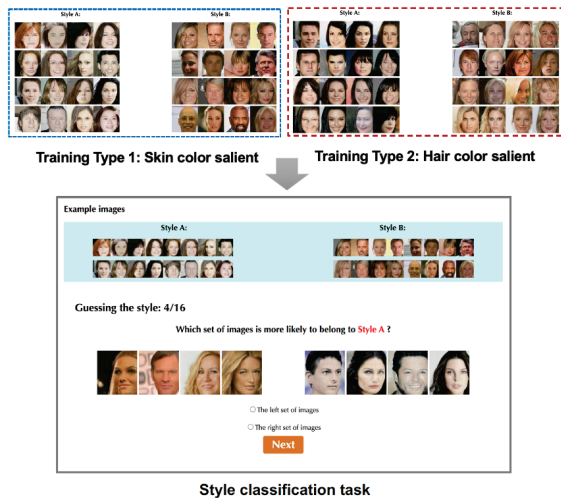 Style A:
Style B:
Style A:
Style B:
Training Type 1: Skin color salient
Training Type 2: Hair color salient
Example images
Style A:
Style B:
Guessing the style: 4/16
Which set of images is more likely to belong to Style A ?
The left set of images
The right set of images
Next
Style classification task